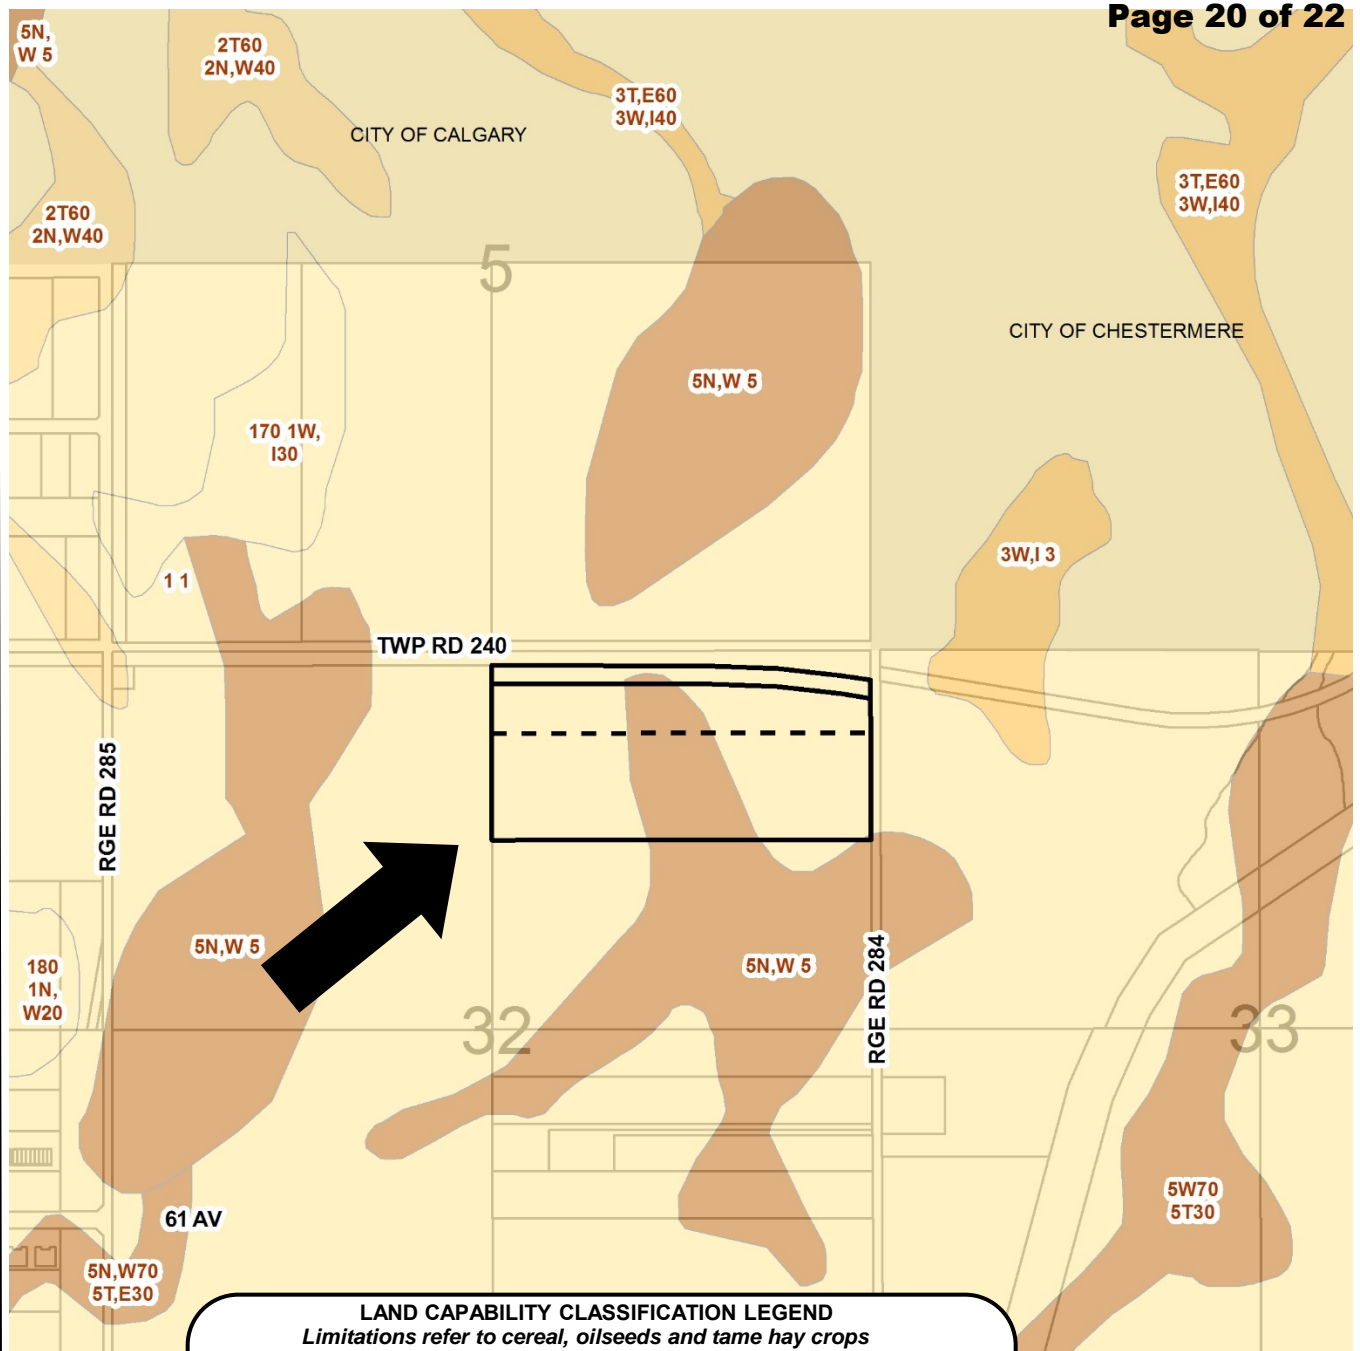 Page 20 of 22
5N,
W 5
2T60
2N,W40
3T,E60
3W,I40
CITY OF CALGARY
3T,E60
3W,I40
2T60
2N,W40
5
CITY OF CHESTERMERE
5N,W 5
170 1W,
I30
3W,I 3
1 1
TWP RD 240
RGE RD 285
5N,W 5
5N,W 5
180
1N,
W20
RGE RD 284
32
33
5W70
5T30
61 AV
5N,W70
5T,E30
LAND CAPABILITY CLASSIFICATION LEGEND
Limitations refer to cereal, oilseeds and tame hay crops